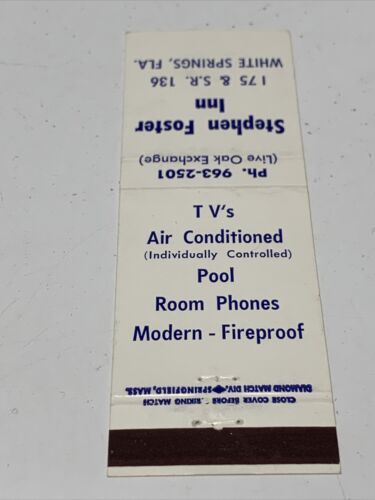 WHITE SPRINGS, FLA.
I 75 & S.R. 136
Inn
Stephen Foster
(Live Oak Exchange)
Ph. 963-2501
T V's
Air Conditioned
(Individually Controlled)
Pool
Room Phones
Modern - Fireproof
DIAMOND MATCH DIV. SPRINGFIELD, MASS.
CLOSE COVER BEFORE RIKING MATCH